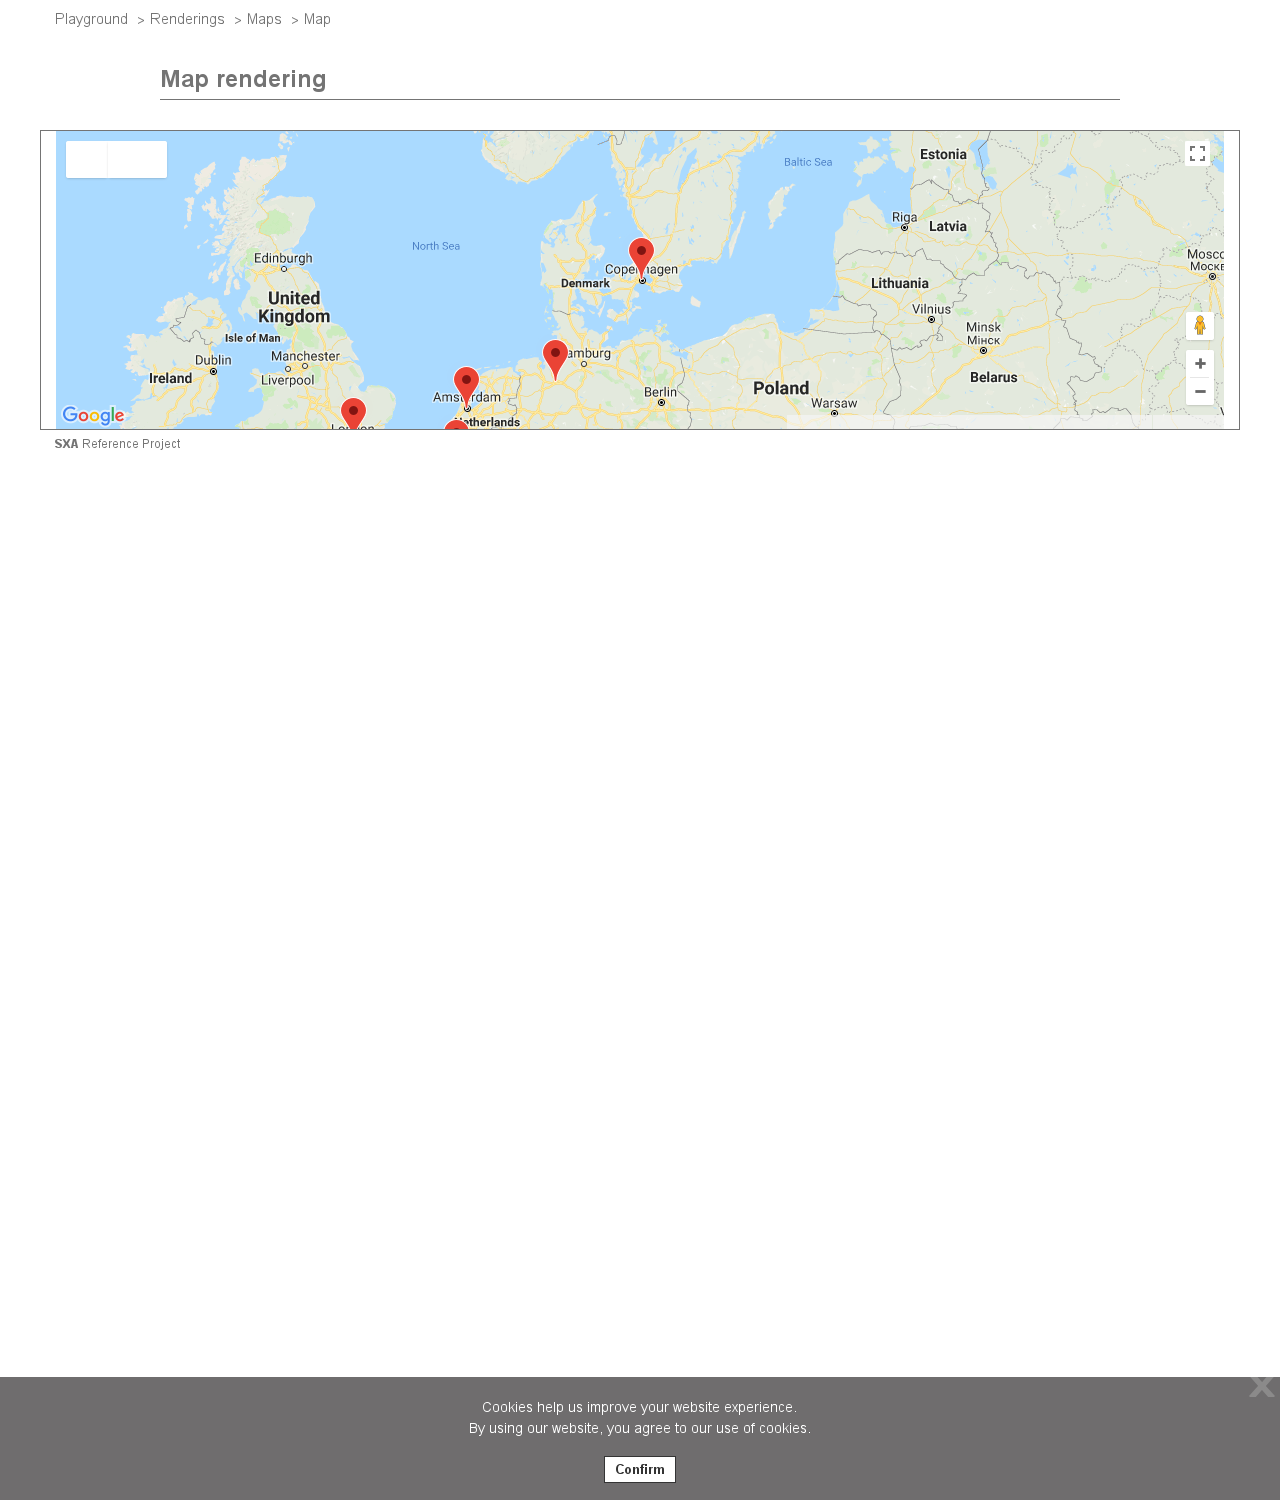 Playground > Renderings > Maps > Map
Map rendering
Baltic Sea
Estonia
Riga
Latvia
North Sea
Edinburgh
Copenhagen
Denmark
Lithuania
United
Kingdom
Vilnius
Minsk
Мінск
Isle of Man
Dublin
Manchester
Ireland
Liverpool
Berlin
Poland
Belarus
Amsterdam
Warsaw
Netherlands
Google
SXA Reference Project
Cookies help us improve your website experience.
By using our website, you agree to our use of cookies.
Confirm